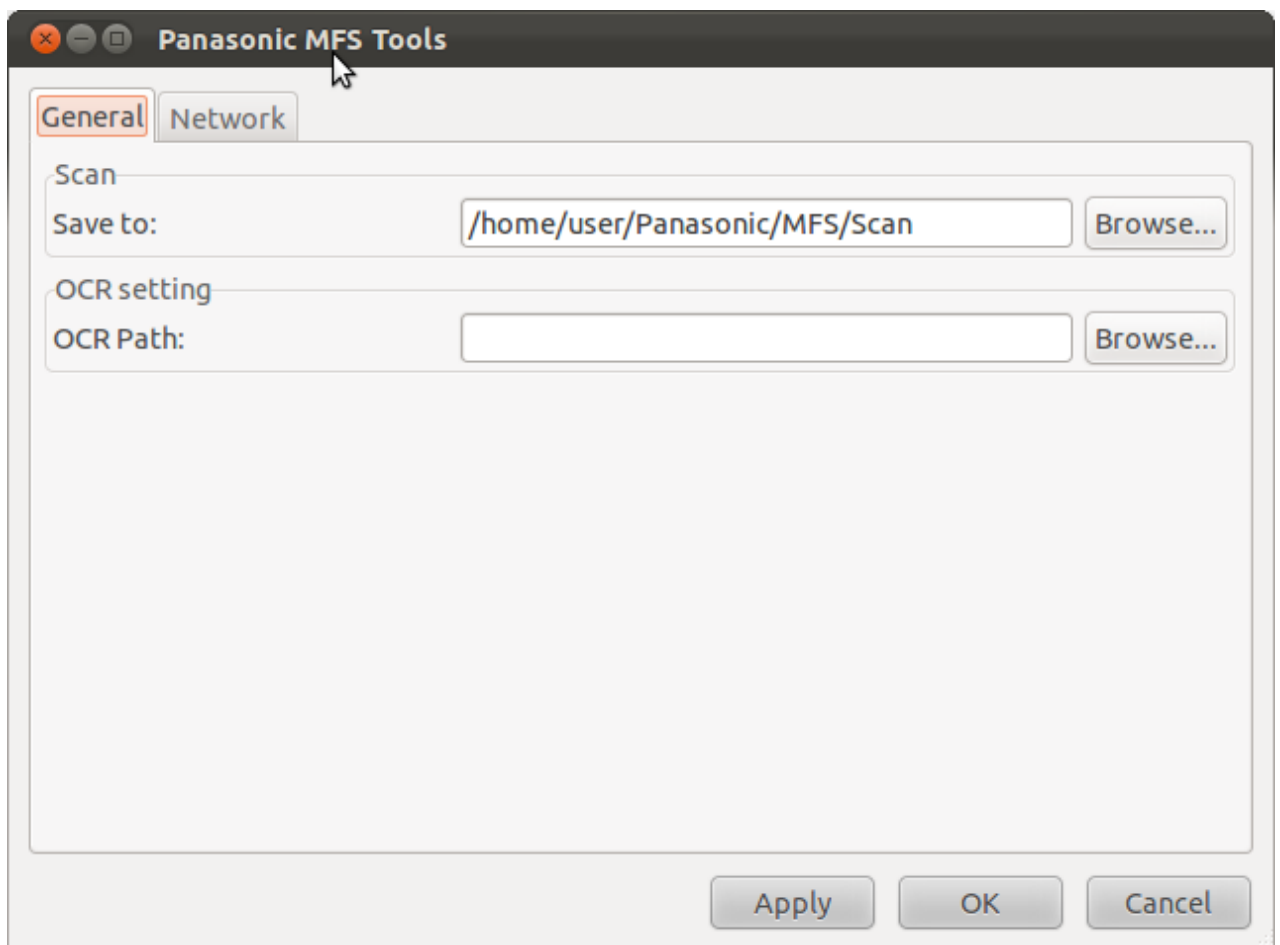 Panasonic MFS Tools
General Network
Scan
Save to: /home/user/Panasonic/MFS/Scan Browse...
OCR setting
OCR Path: Browse...
Apply OK Cancel